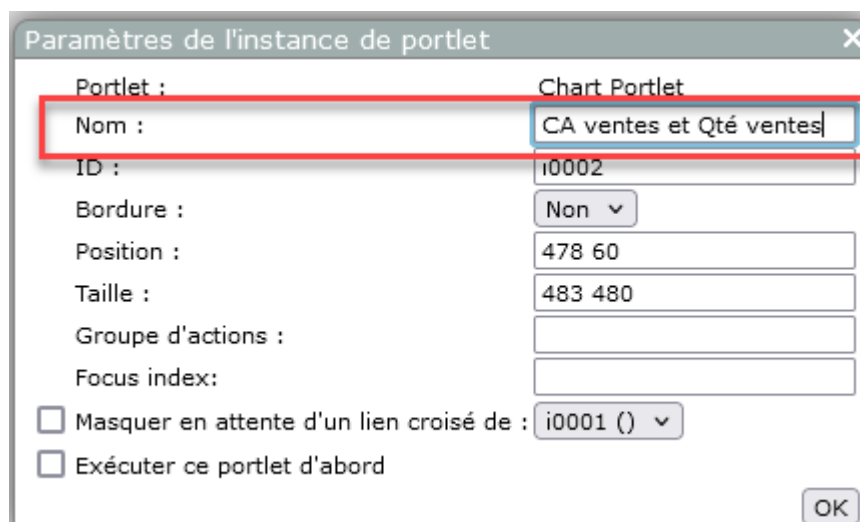 Paramètres de l'instance de portlet
Portlet : Chart Portlet
Nom : CA ventes et Qté ventes
ID : i0002
Bordure : Non
Position : 478 60
Taille : 483 480
Groupe d'actions :
Focus index:
Masquer en attente d'un lien croisé de : i0001 ()
Exécuter ce portlet d'abord
OK